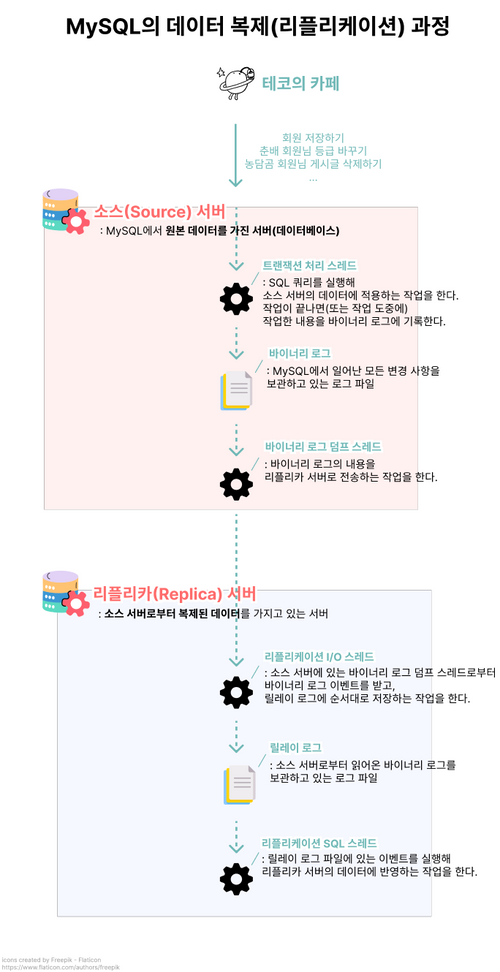 MySQL의 데이터 복제(리플리케이션) 과정
테코의 카페
회원 저장하기
춘배 회원님 등급 바꾸기
농담곰 회원님 게시글 삭제하기
...
소스(Source) 서버
: MySQL에서 원본 데이터를 가진 서버(데이터베이스)
트랜잭션 처리 스레드
: SQL 쿼리를 실행해
소스 서버의 데이터에 적용하는 작업을 한다.
작업이 끝나면(또는 작업 도중에)
작업한 내용을 바이너리 로그에 기록한다.
바이너리 로그
: MySQL에서 일어난 모든 변경 사항을
보관하고 있는 로그 파일
바이너리 로그 덤프 스레드
: 바이너리 로그의 내용을
리플리카 서버로 전송하는 작업을 한다.
리플리카(Replica) 서버
: 소스 서버로부터 복제된 데이터를 가지고 있는 서버
리플리케이션 I/O 스레드
: 소스 서버에 있는 바이너리 로그 덤프 스레드로부터
바이너리 로그 이벤트를 받고,
릴레이 로그에 순서대로 저장하는 작업을 한다.
릴레이 로그
: 소스 서버로부터 읽어온 바이너리 로그를
보관하고 있는 로그 파일
리플리케이션 SQL 스레드
: 릴레이 로그 파일에 있는 이벤트를 실행해
리플리카 서버의 데이터에 반영하는 작업을 한다.
icons created by Freepik - Flaticon
https://www.flaticon.com/authors/freepik